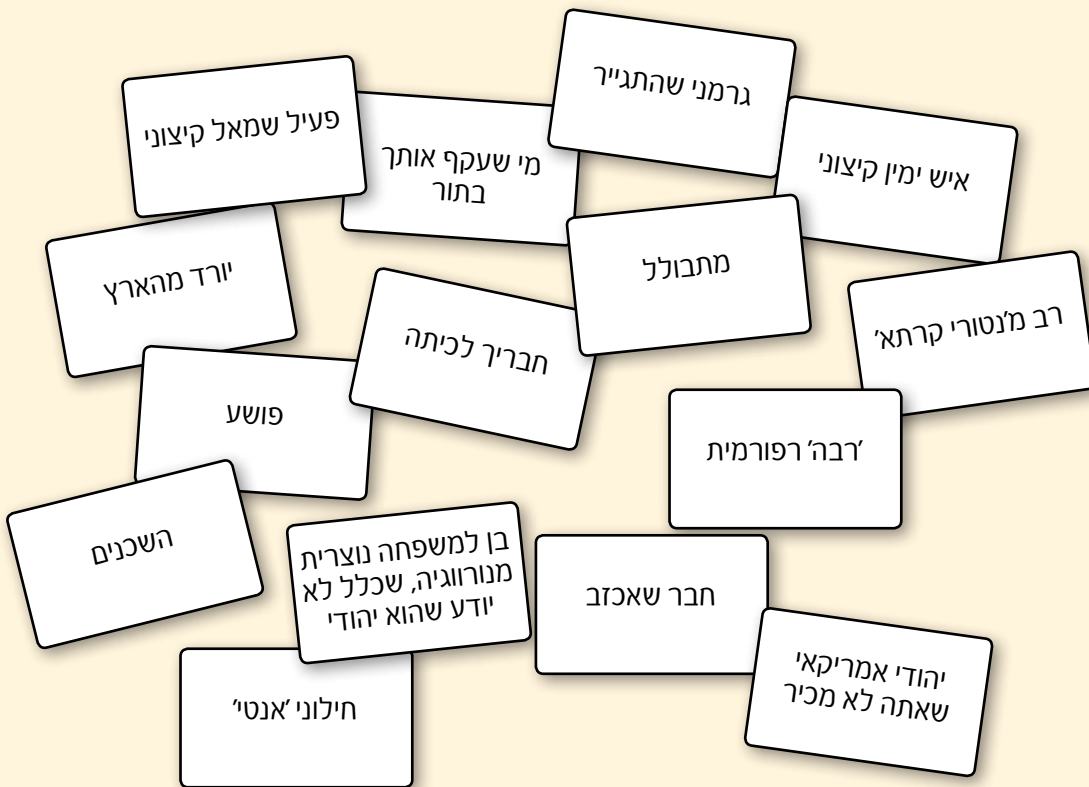 גרמני שהתגייר
פעיל שמאל קיצוני
מי שעקף אותך
בתור
איש ימין קיצוני
מתבולל
יורד מהארץ
רב מ'נטורי קרתא'
חבריך לכיתה
פושע
'רבה' רפורמית
השכנים
בן למשפחה נוצרית
מנורווגיה, שכלל לא
יודע שהוא יהודי
חבר שאכזב
יהודי אמריקאי
שאתה לא מכיר
חילוני 'אנטי'